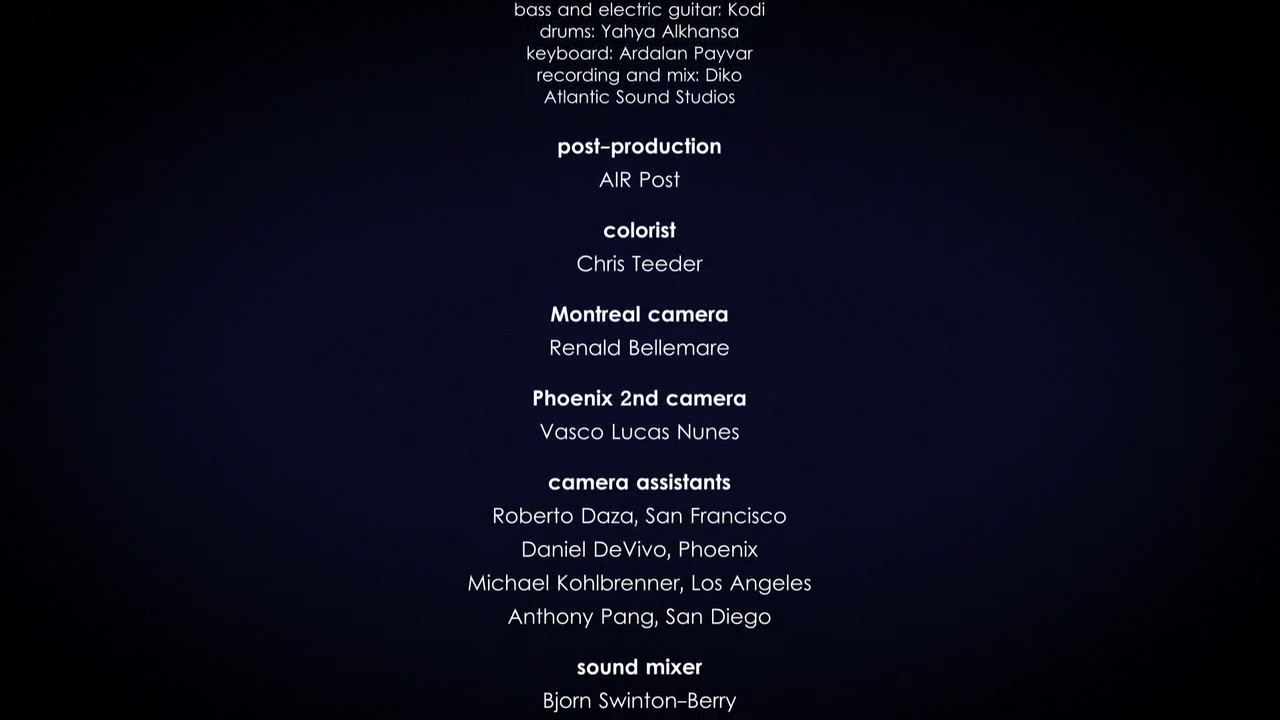 bass and electric guitar: Kodi
drums: Yahya Alkhansa
keyboard: Ardalan Payvar
recording and mix: Diko
Atlantic Sound Studios
post-production
AIR Post
colorist
Chris Teeder
Montreal camera
Renald Bellemare
Phoenix 2nd camera
Vasco Lucas Nunes
camera assistants
Roberto Daza, San Francisco
Daniel DeVivo, Phoenix
Michael Kohlbrenner, Los Angeles
Anthony Pang, San Diego
sound mixer
Bjorn Swinton-Berry